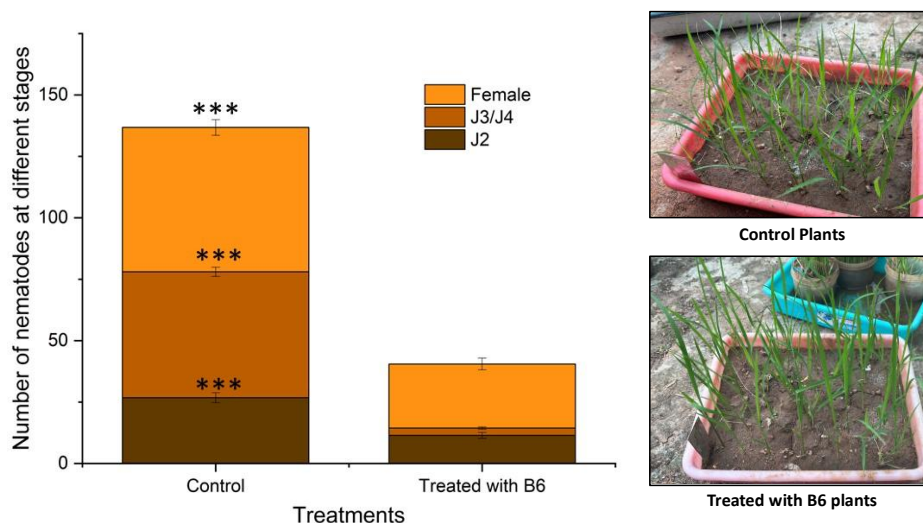 Number of nematodes at different stages
150
100
50
0
***
***
***
Female
J3/J4
J2
Control
Treated with B6
Treatments
Control Plants
Treated with B6 plants